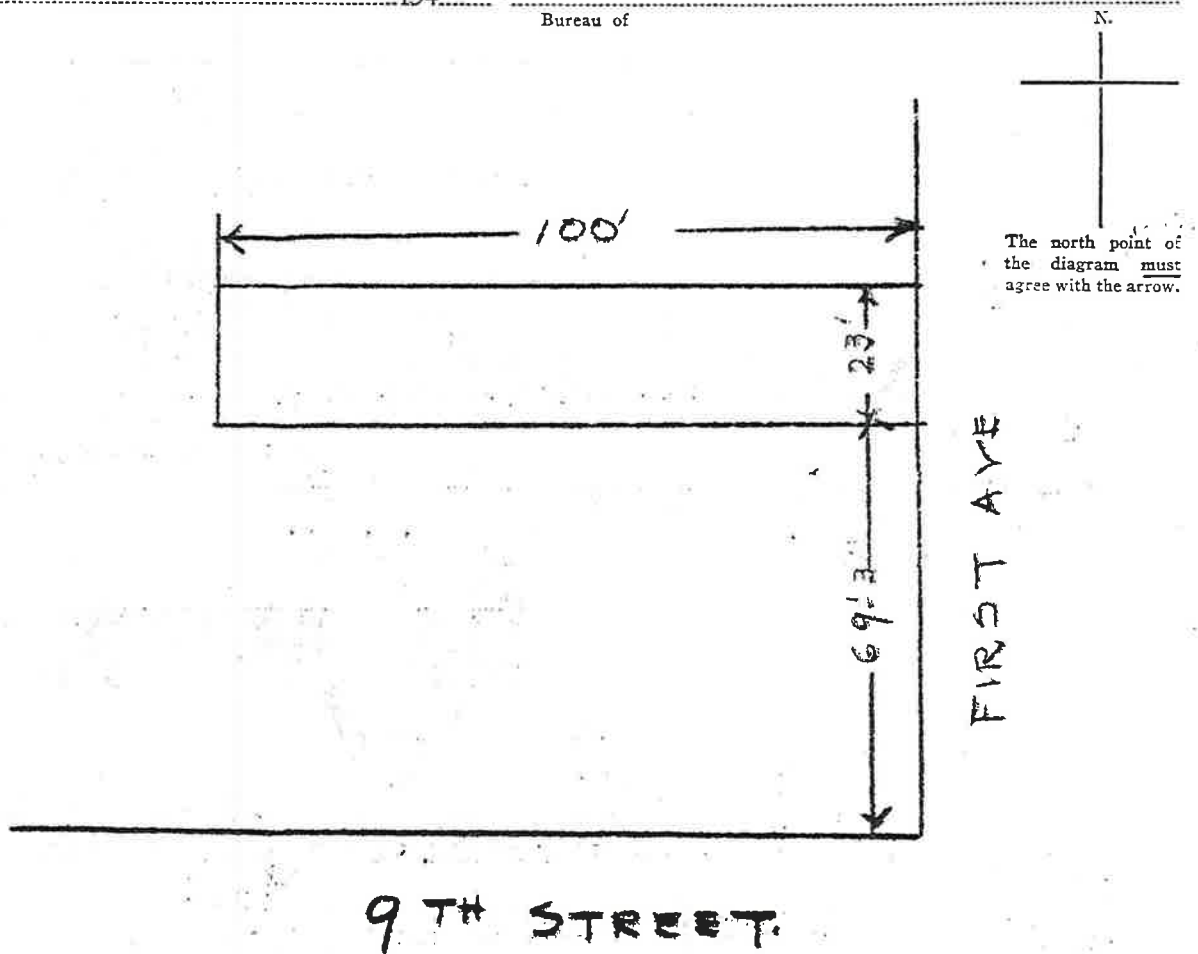 Bureau of
N.
The north point of
the diagram must
agree with the arrow.
100'
23'
69'-3"
FIRST AVE
9TH STREET.